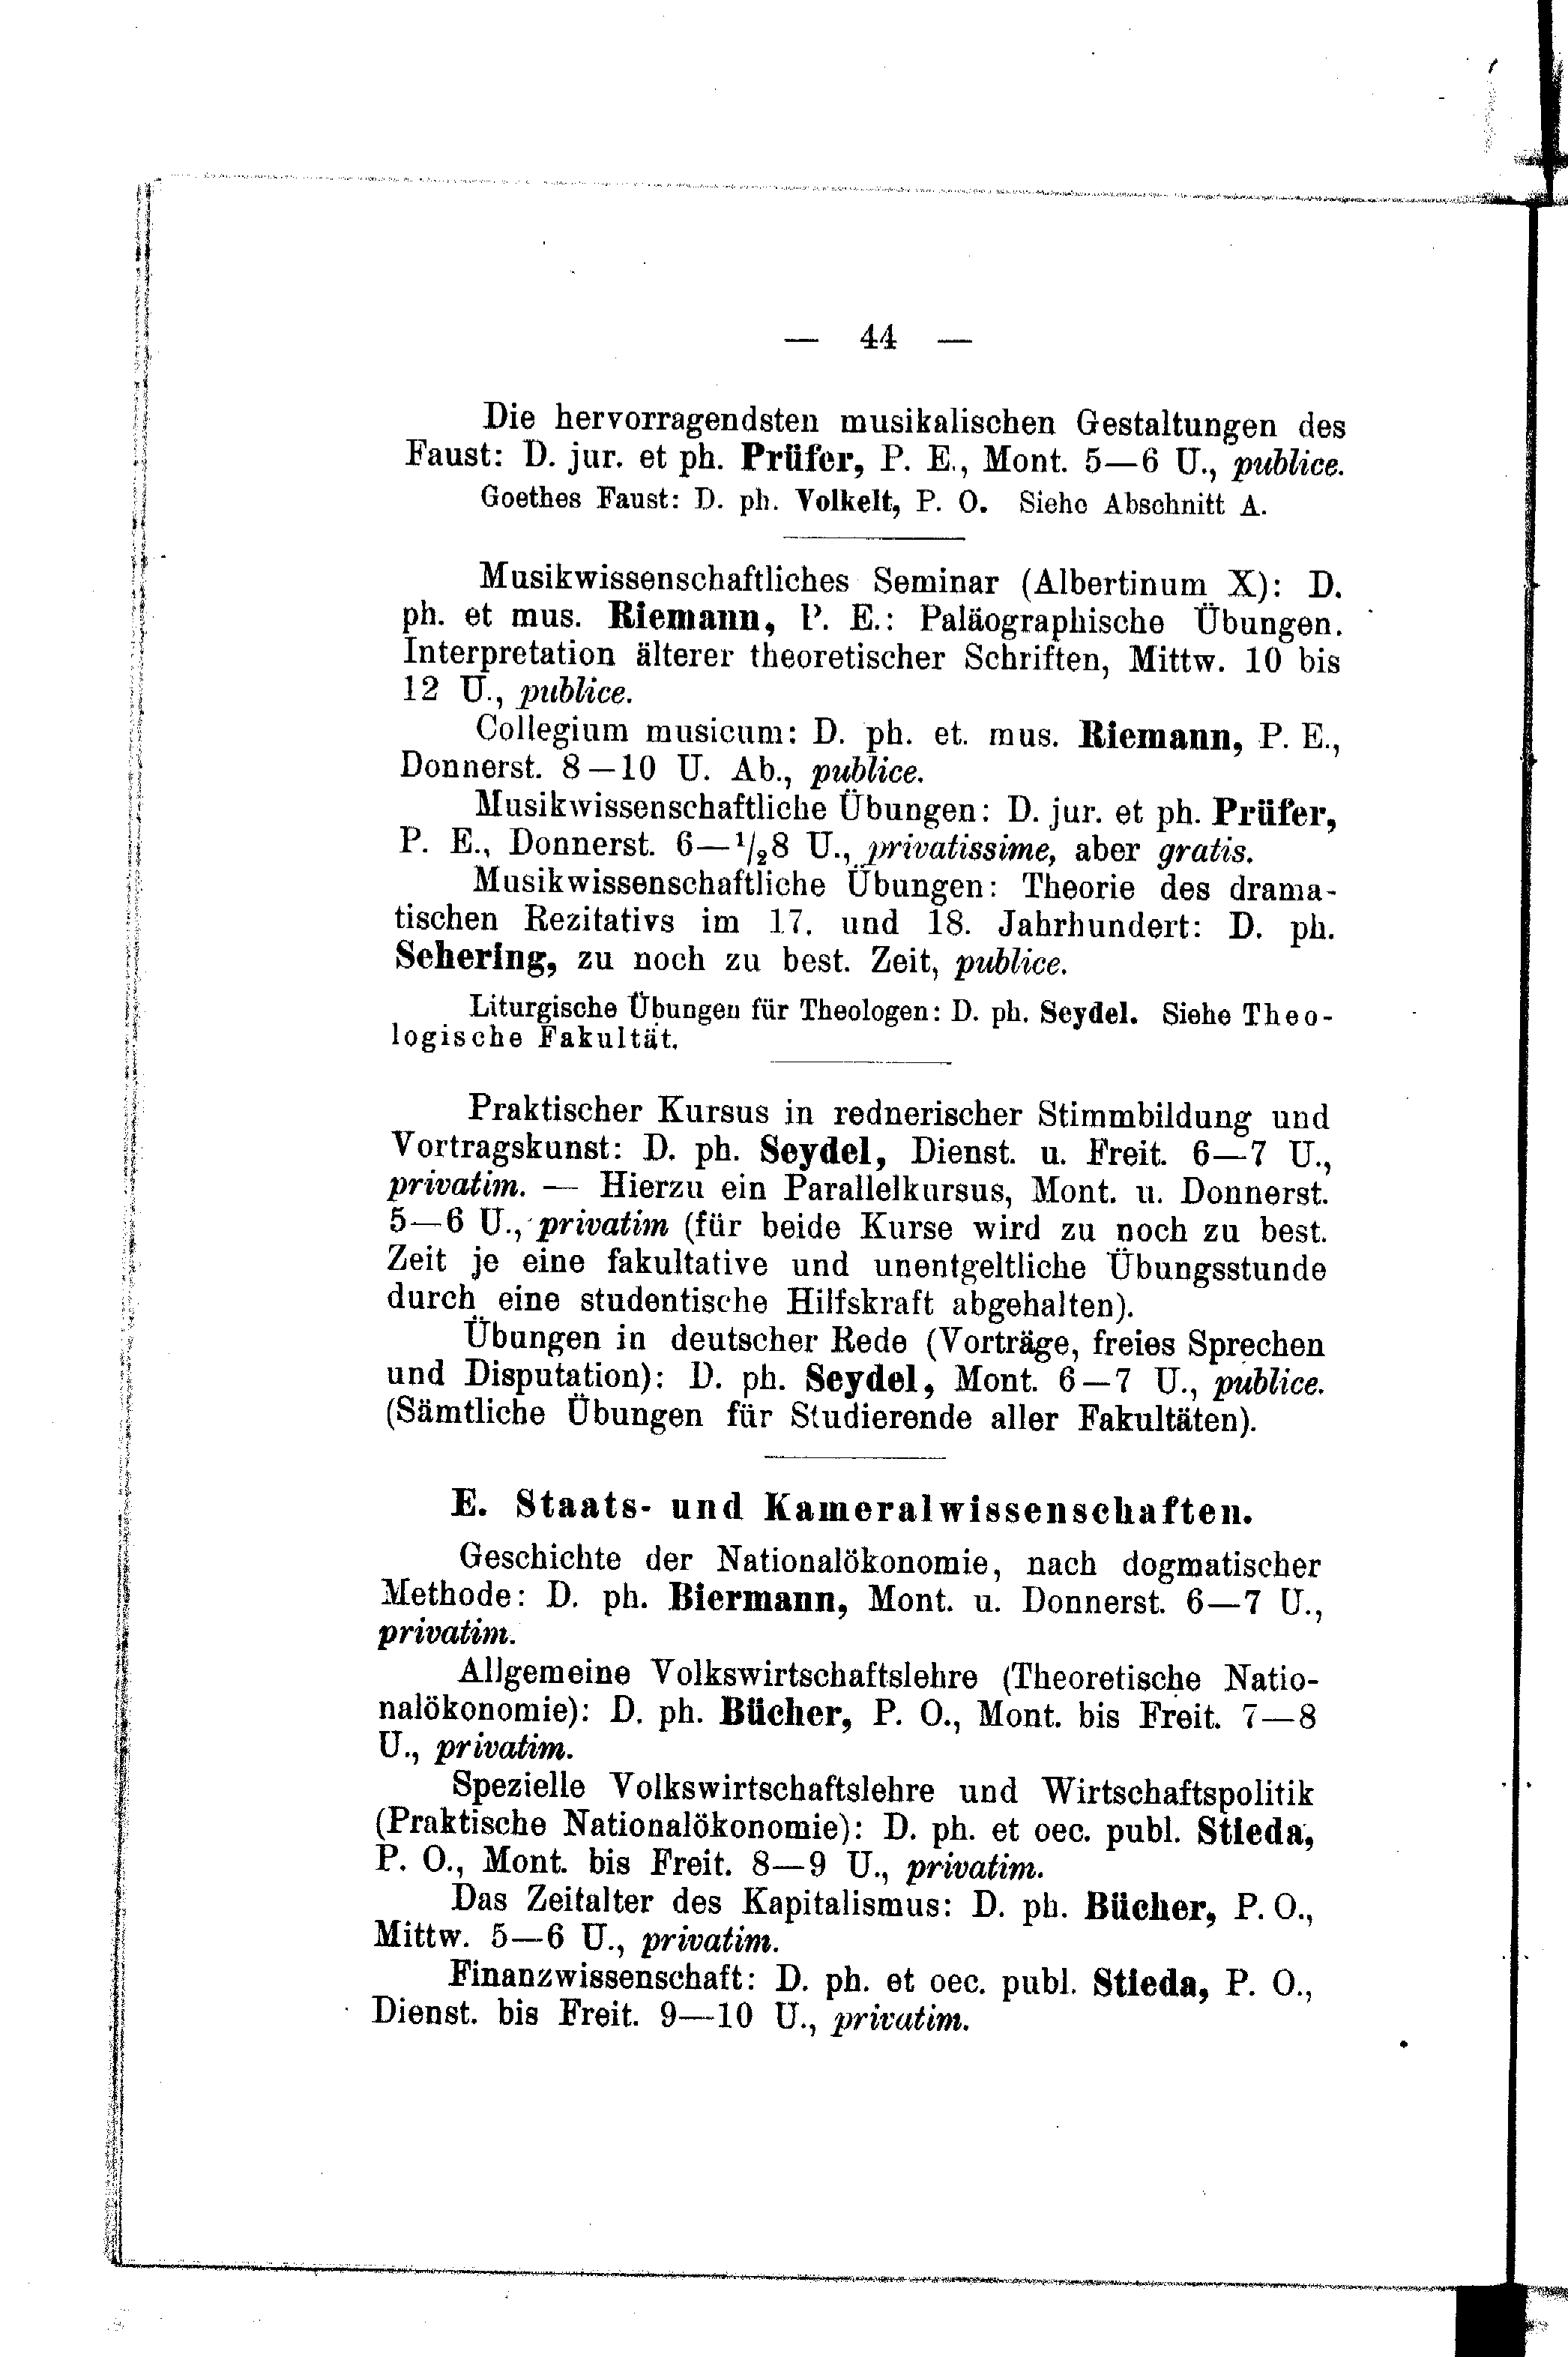 — 44 —
Die hervorragendsten musikalischen Gestaltungen des
Faust: D. jur. et ph. Prüfer, P. E., Mont. 5—6 U., publice.
Goethes Faust: D. ph. Volkelt, P. O. Siehe Abschnitt A.
Musikwissenschaftliches Seminar (Albertinum X): D.
ph. et mus. Riemann, P. E.: Paläographische Übungen.
Interpretation älterer theoretischer Schriften, Mittw. 10 bis
12 U., publice.
Collegium musicum: D. ph. et. mus. Riemann, P. E.,
Donnerst. 8—10 U. Ab., publice.
Musikwissenschaftliche Übungen: D. jur. et ph. Prüfer,
P. E., Donnerst. 6—1/28 U., privatissime, aber gratis.
Musikwissenschaftliche Übungen: Theorie des drama-
tischen Rezitativs im 17. und 18. Jahrhundert: D. ph.
Schering, zu noch zu best. Zeit, publice.
Liturgische Übungen für Theologen: D. ph. Seydel. Siehe Theo-
logische Fakultät.
Praktischer Kursus in rednerischer Stimmbildung und
Vortragskunst: D. ph. Seydel, Dienst. u. Freit. 6—7 U.,
privatim. — Hierzu ein Parallelkursus, Mont. u. Donnerst.
5—6 U., privatim (für beide Kurse wird zu noch zu best.
Zeit je eine fakultative und unentgeltliche Übungsstunde
durch eine studentische Hilfskraft abgehalten).
Übungen in deutscher Rede (Vorträge, freies Sprechen
und Disputation): D. ph. Seydel, Mont. 6—7 U., publice.
(Sämtliche Übungen für Studierende aller Fakultäten).
E. Staats- und Kameralwissenschaften.
Geschichte der Nationalökonomie, nach dogmatischer
Methode: D. ph. Biermann, Mont. u. Donnerst. 6—7 U.,
privatim.
Allgemeine Volkswirtschaftslehre (Theoretische Natio-
nalökonomie): D. ph. Bücher, P. O., Mont. bis Freit. 7—8
U., privatim.
Spezielle Volkswirtschaftslehre und Wirtschaftspolitik
(Praktische Nationalökonomie): D. ph. et oec. publ. Stieda,
P. O., Mont. bis Freit. 8—9 U., privatim.
Das Zeitalter des Kapitalismus: D. ph. Bücher, P. O.,
Mittw. 5—6 U., privatim.
Finanzwissenschaft: D. ph. et oec. publ. Stieda, P. O.,
Dienst. bis Freit. 9—10 U., privatim.